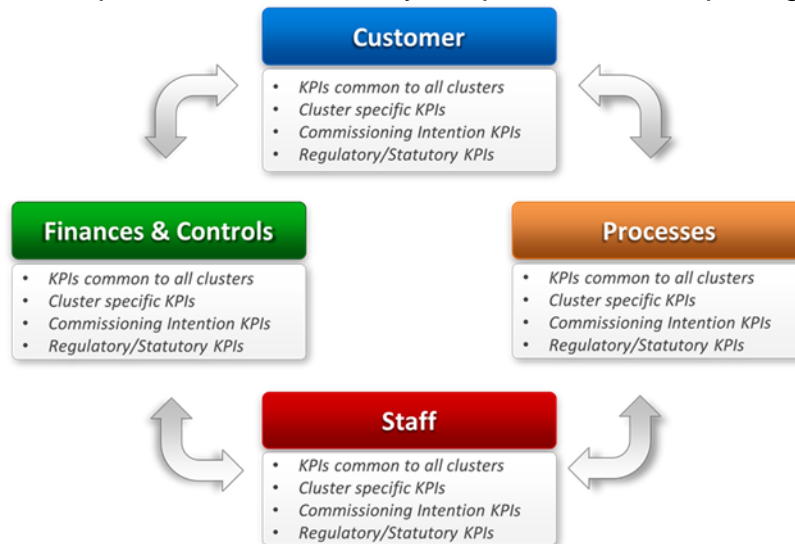 Customer
• KPIs common to all clusters
• Cluster specific KPIs
• Commissioning Intention KPIs
• Regulatory/Statutory KPIs
Finances & Controls
• KPIs common to all clusters
• Cluster specific KPIs
• Commissioning Intention KPIs
• Regulatory/Statutory KPIs
Processes
• KPIs common to all clusters
• Cluster specific KPIs
• Commissioning Intention KPIs
• Regulatory/Statutory KPIs
Staff
• KPIs common to all clusters
• Cluster specific KPIs
• Commissioning Intention KPIs
• Regulatory/Statutory KPIs